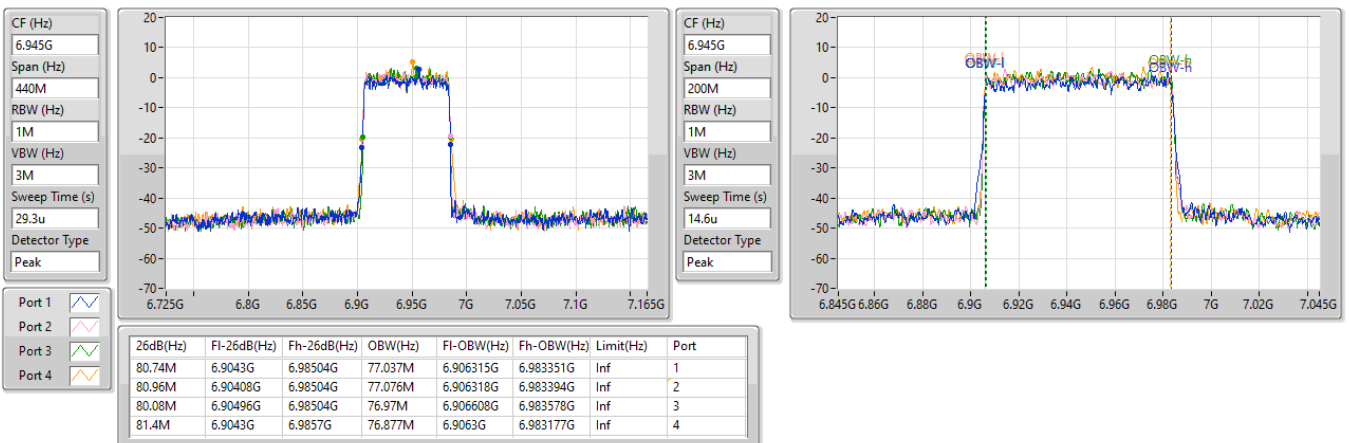 CF (Hz)
6.945G
Span (Hz)
440M
RBW (Hz)
1M
VBW (Hz)
3M
Sweep Time (s)
29.3u
Detector Type
Peak
20
10
0
-10
-20
-30
-40
-50
-60
-70
6.725G
6.8G
6.85G
6.9G
6.95G
7G
7.05G
7.1G
7.165G
CF (Hz)
6.945G
Span (Hz)
200M
RBW (Hz)
1M
VBW (Hz)
3M
Sweep Time (s)
14.6u
Detector Type
Peak
20
10
0
-10
-20
-30
-40
-50
-60
-70
OBW-l
OBW-h
6.845G
6.86G
6.88G
6.9G
6.92G
6.94G
6.96G
6.98G
7G
7.02G
7.045G
Port 1
Port 2
Port 3
Port 4
26dB(Hz) Fl-26dB(Hz) Fh-26dB(Hz) OBW(Hz) Fl-OBW(Hz) Fh-OBW(Hz) Limit(Hz) Port
80.74M 6.9043G 6.98504G 77.037M 6.906315G 6.983351G Inf 1
80.96M 6.90408G 6.98504G 77.076M 6.906318G 6.983394G Inf 2
80.08M 6.90496G 6.98504G 76.97M 6.906608G 6.983578G Inf 3
81.4M 6.9043G 6.9857G 76.877M 6.9063G 6.983177G Inf 4